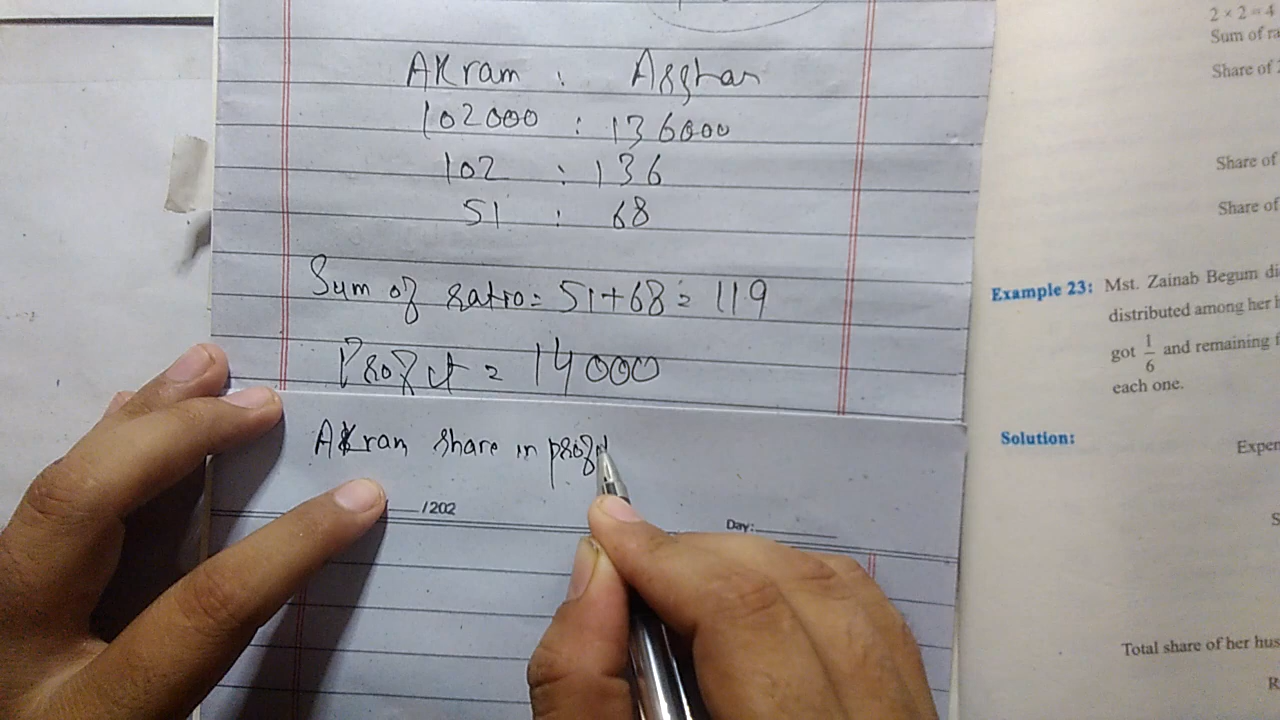 Akram : Asghar
102000 : 136000
102 : 136
51 : 68
Sum of ratio = 51+68 = 119
Profit = 14000
Akram share in prof
/202
Day:
2 × 2 = 4
Sum of ra
Share of 2
Share of
Share of
Example 23: Mst. Zainab Begum di
distributed among her h
got 1/6 and remaining
each one.
Solution:
Expen
S
Total share of her hus
R